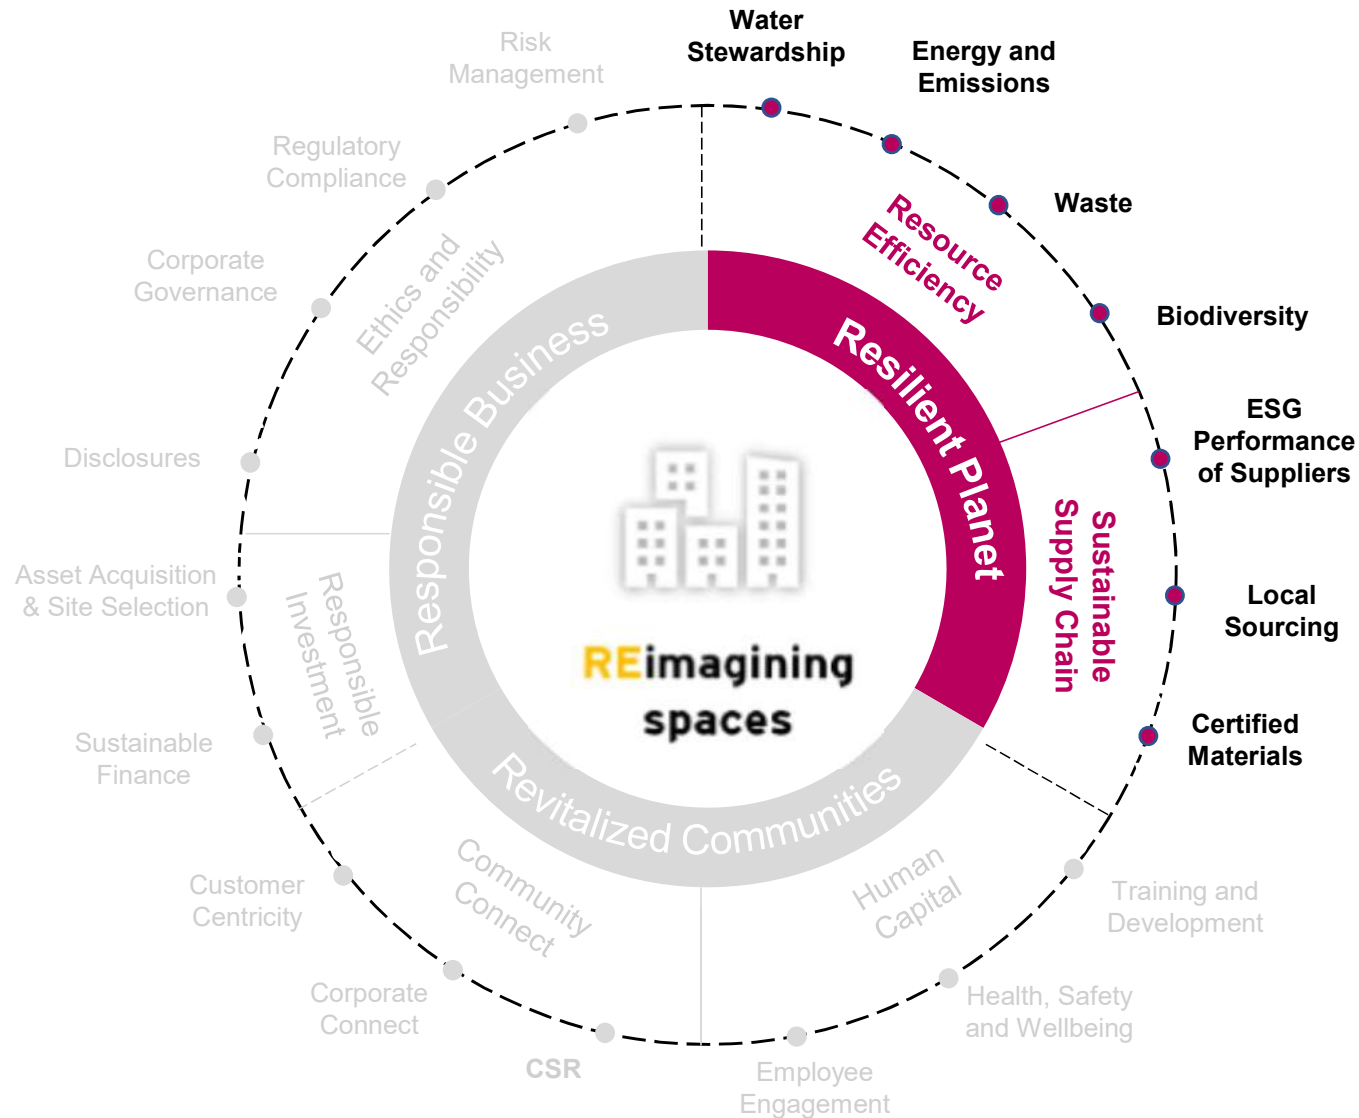 Water
Stewardship
Energy and
Emissions
Waste
Biodiversity
ESG
Performance
of Suppliers
Local
Sourcing
Certified
Materials
Training and
Development
Health, Safety
and Wellbeing
Employee
Engagement
CSR
Corporate
Connect
Customer
Centricity
Sustainable
Finance
Asset Acquisition
& Site Selection
Disclosures
Corporate
Governance
Regulatory
Compliance
Risk
Management
Resource
Efficiency
Sustainable
Supply Chain
Human
Capital
Community
Connect
Responsible
Investment
Ethics and
Responsibility
Resilient Planet
Revitalized Communities
Responsible Business
REimagining
spaces